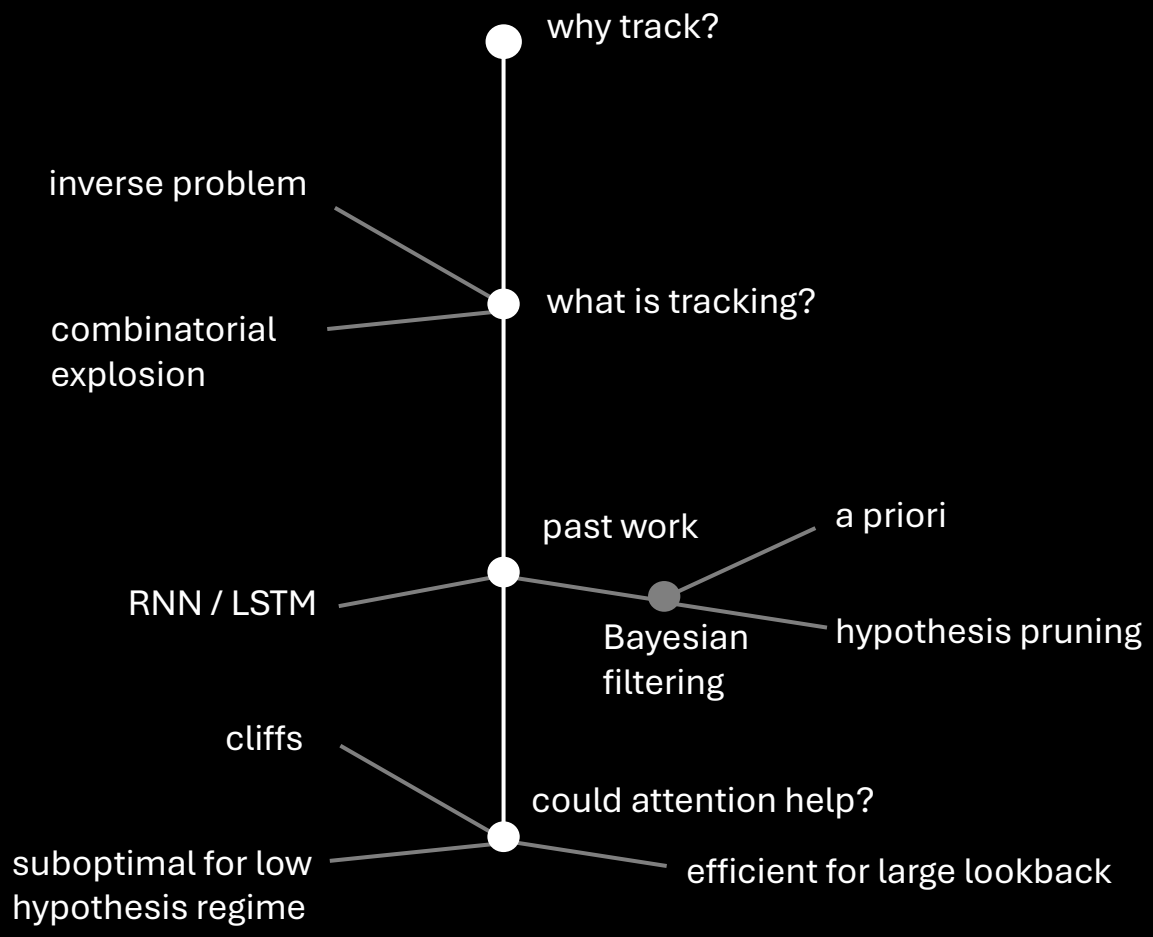 why track?
inverse problem
what is tracking?
combinatorial
explosion
past work
a priori
RNN / LSTM
Bayesian
filtering
hypothesis pruning
cliffs
could attention help?
suboptimal for low
hypothesis regime
efficient for large lookback